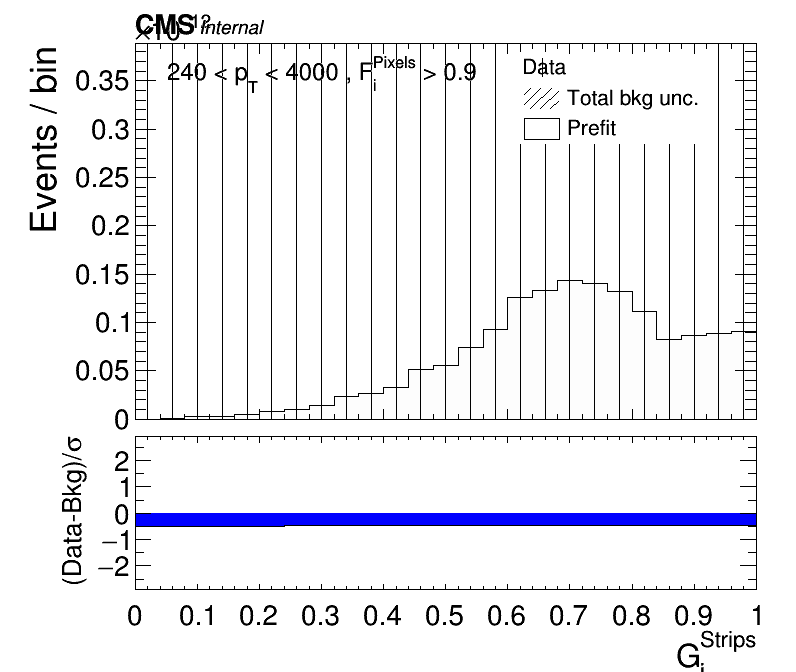 CMS Internal
×10¹²
240 < p_T < 4000 , F_i^Pixels > 0.9
Data
Total bkg unc.
Prefit
Events / bin
0.35
0.3
0.25
0.2
0.15
0.1
0.05
0
(Data-Bkg)/σ
2
1
0
−1
−2
0 0.1 0.2 0.3 0.4 0.5 0.6 0.7 0.8 0.9 1
G_i^Strips